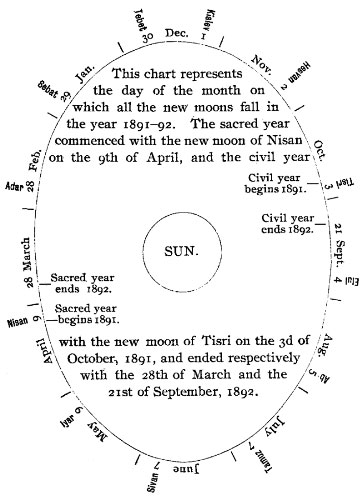 Dec.
Kislev 1
Nov.
Hesvan 2
Oct.
Tisri 3
21 Sept.
Elul 4
Aug.
Ab 5
July
Tamuz 7
June
Sivan 7
May
Iyar 9
April
Nisan 9
28 March
Adar 28
Feb.
Sebat 29
Jan.
Tebet 30
This chart represents
the day of the month on
which all the new moons fall in
the year 1891–92. The sacred year
commenced with the new moon of Nisan
on the 9th of April, and the civil year
Civil year
begins 1891.
Civil year
ends 1892.
SUN.
Sacred year
ends 1892.
Sacred year
begins 1891.
with the new moon of Tisri on the 3d of
October, 1891, and ended respectively
with the 28th of March and the
21st of September, 1892.